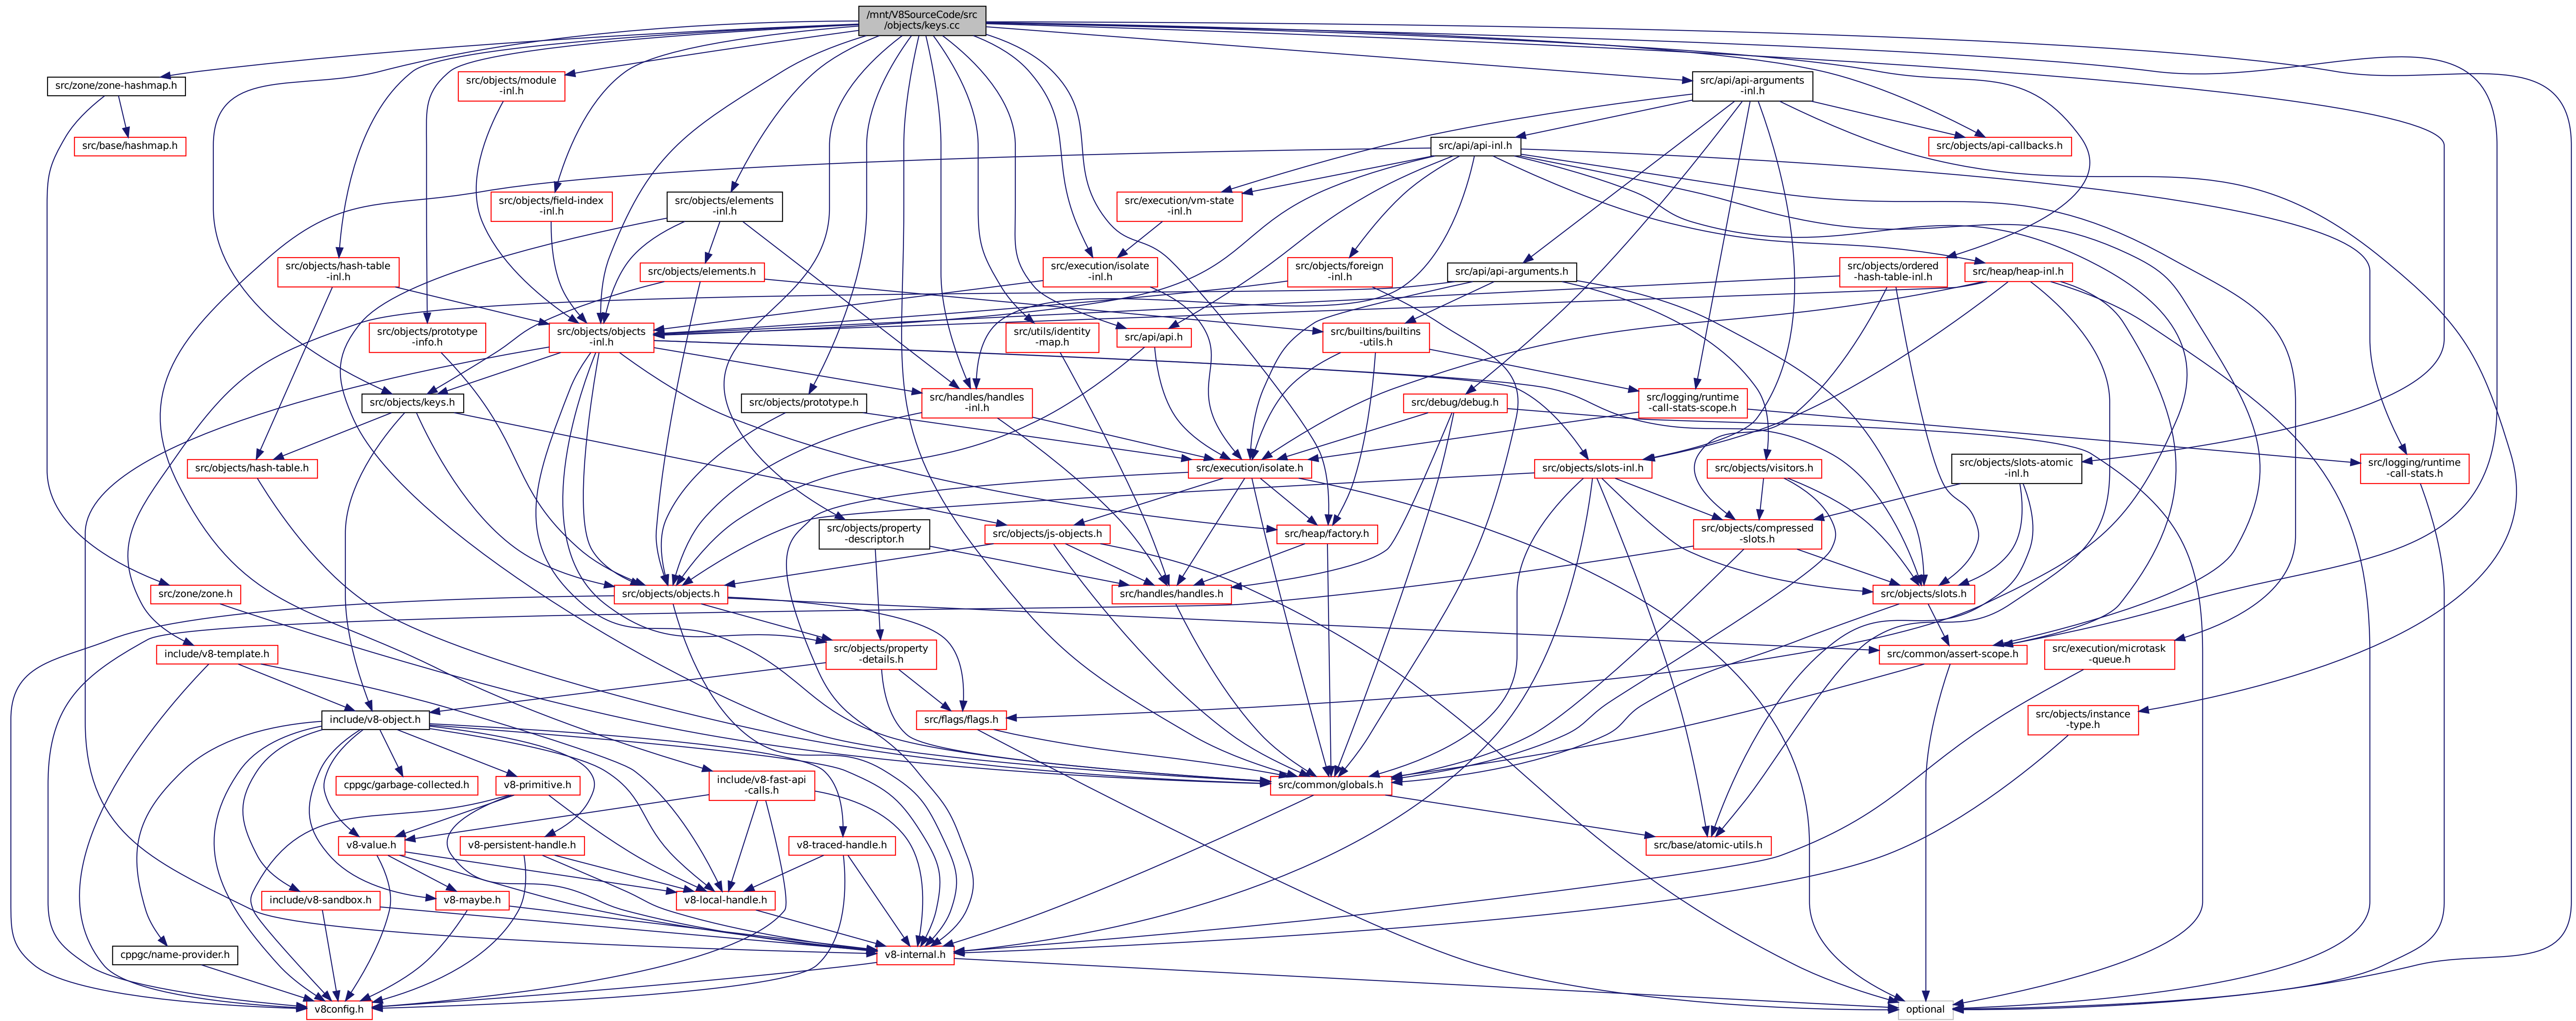 /mnt/V8SourceCode/src
/objects/keys.cc
src/zone/zone-hashmap.h
src/objects/module
-inl.h
src/api/api-arguments
-inl.h
src/base/hashmap.h
src/api/api-inl.h
src/objects/api-callbacks.h
src/objects/field-index
-inl.h
src/objects/elements
-inl.h
src/execution/vm-state
-inl.h
src/objects/hash-table
-inl.h
src/objects/elements.h
src/execution/isolate
-inl.h
src/objects/foreign
-inl.h
src/api/api-arguments.h
src/objects/ordered
-hash-table-inl.h
src/heap/heap-inl.h
src/objects/prototype
-info.h
src/objects/objects
-inl.h
src/utils/identity
-map.h
src/api/api.h
src/builtins/builtins
-utils.h
src/objects/keys.h
src/objects/prototype.h
src/handles/handles
-inl.h
src/debug/debug.h
src/logging/runtime
-call-stats-scope.h
src/objects/hash-table.h
src/execution/isolate.h
src/objects/slots-inl.h
src/objects/visitors.h
src/objects/slots-atomic
-inl.h
src/logging/runtime
-call-stats.h
src/objects/property
-descriptor.h
src/objects/js-objects.h
src/heap/factory.h
src/objects/compressed
-slots.h
src/zone/zone.h
src/objects/objects.h
src/handles/handles.h
src/objects/slots.h
include/v8-template.h
src/objects/property
-details.h
src/common/assert-scope.h
src/execution/microtask
-queue.h
include/v8-object.h
src/flags/flags.h
src/objects/instance
-type.h
cppgc/garbage-collected.h
v8-primitive.h
include/v8-fast-api
-calls.h
src/common/globals.h
v8-value.h
v8-persistent-handle.h
v8-traced-handle.h
src/base/atomic-utils.h
include/v8-sandbox.h
v8-maybe.h
v8-local-handle.h
cppgc/name-provider.h
v8-internal.h
v8config.h
optional